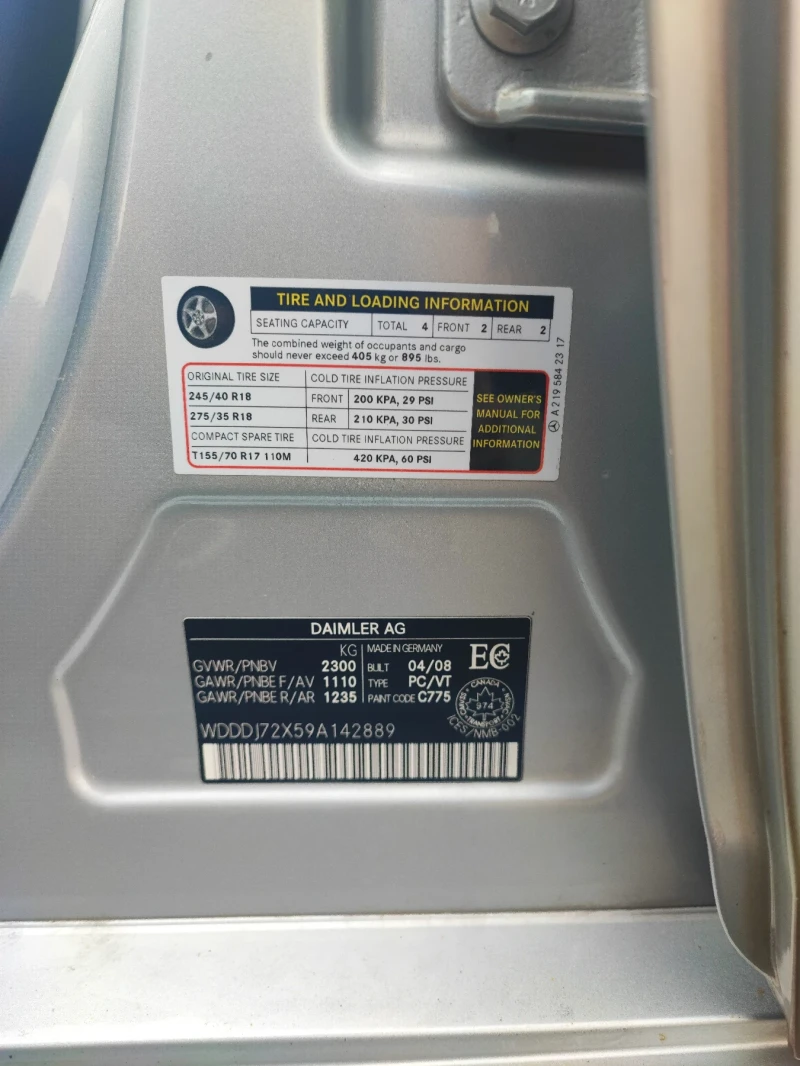 TIRE AND LOADING INFORMATION
SEATING CAPACITY TOTAL 4 FRONT 2 REAR 2
The combined weight of occupants and cargo
should never exceed 405 kg or 895 lbs.
ORIGINAL TIRE SIZE COLD TIRE INFLATION PRESSURE
245/40 R18 FRONT 200 KPA, 29 PSI
275/35 R18 REAR 210 KPA, 30 PSI
COMPACT SPARE TIRE COLD TIRE INFLATION PRESSURE
T155/70 R17 110M 420 KPA, 60 PSI
SEE OWNER'S
MANUAL FOR
ADDITIONAL
INFORMATION
A 219 584 23 17
DAIMLER AG
KG MADE IN GERMANY
GVWR/PNBV 2300 BUILT 04/08
GAWR/PNBE F/AV 1110 TYPE PC/VT
GAWR/PNBE R/AR 1235 PAINT CODE C775
EC
CANADA
974
TRANSPORT
ICES/NMB-002
WDDDJ72X59A142889